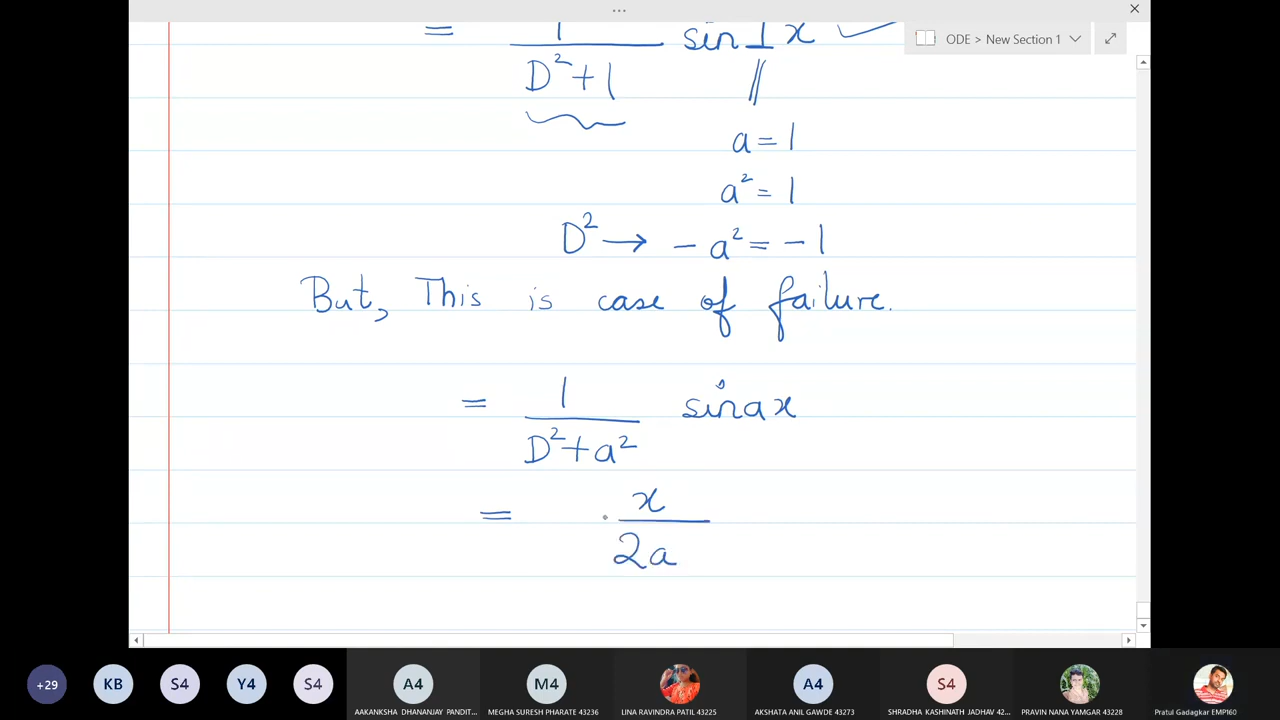 ...
ODE > New Section 1
= 1/(D²+1) sin 1x
a = 1
a² = 1
D² → - a² = - 1
But, This is case of failure.
= 1/(D²+a²) sin ax
= x/2a
+29 KB S4 Y4 S4 A4 M4 A4 S4
AAKANKSHA DHANANJAY PANDIT... MEGHA SURESH PHARATE 43236 LINA RAVINDRA PATIL 43225 AKSHATA ANIL GAWDE 43273 SHRADHA KASHINATH JADHAV 42... PRAVIN NANA YAMGAR 43228 Pratul Gadagkar EMP160